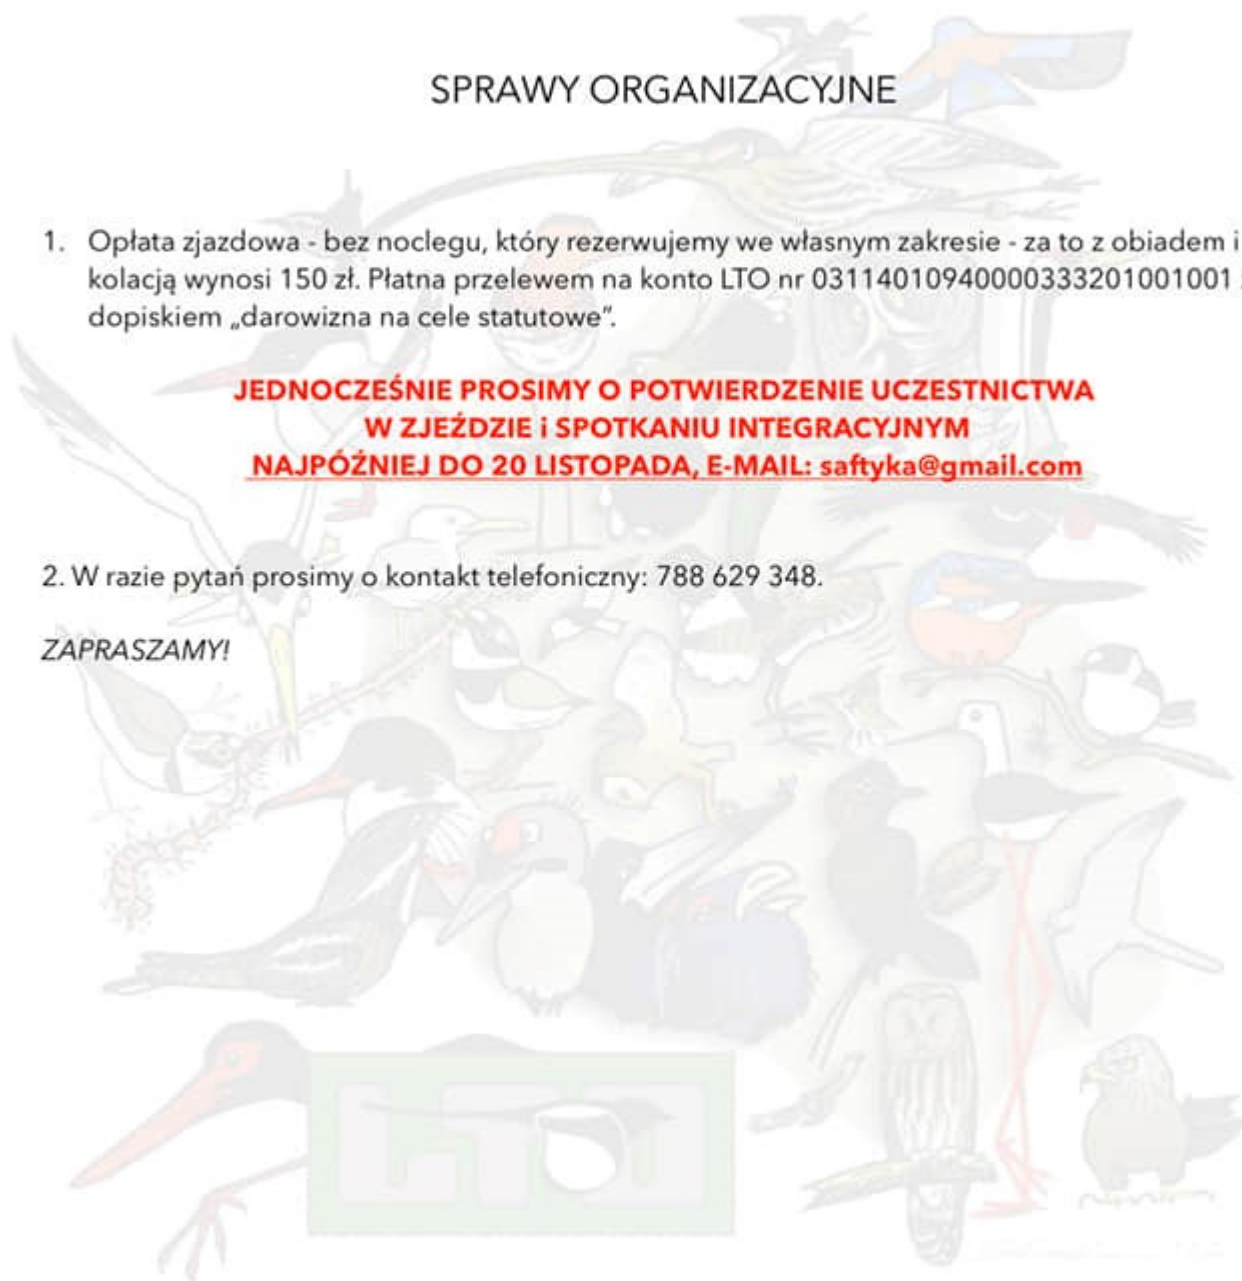 SPRAWY ORGANIZACYJNE
1. Opłata zjazdowa - bez noclegu, który rezerwujemy we własnym zakresie - za to z obiadem i
kolacją wynosi 150 zł. Płatna przelewem na konto LTO nr 03114010940000333201001001
dopiskiem „darowizna na cele statutowe”.
JEDNOCZEŚNIE PROSIMY O POTWIERDZENIE UCZESTNICTWA
W ZJEŹDZIE i SPOTKANIU INTEGRACYJNYM
NAJPÓŹNIEJ DO 20 LISTOPADA, E-MAIL: saftyka@gmail.com
2. W razie pytań prosimy o kontakt telefoniczny: 788 629 348.
ZAPRASZAMY!
LTO